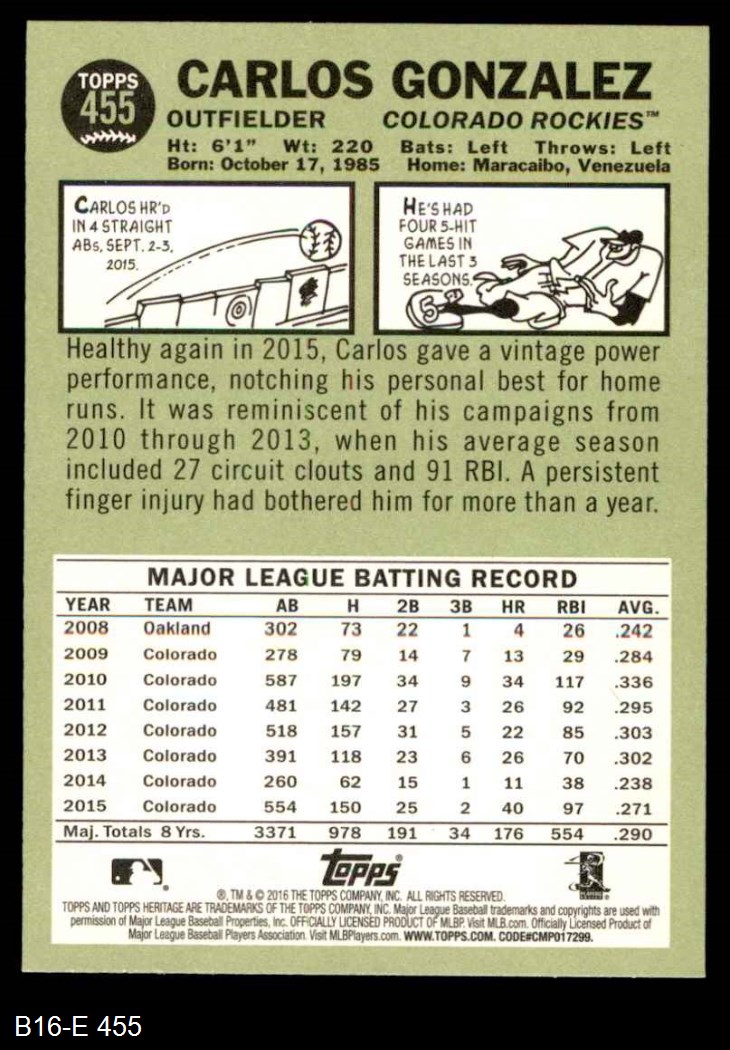 TOPPS
455
CARLOS GONZALEZ
OUTFIELDER COLORADO ROCKIES™
Ht: 6'1" Wt: 220 Bats: Left Throws: Left
Born: October 17, 1985 Home: Maracaibo, Venezuela
CARLOS HR'D
IN 4 STRAIGHT
ABs, SEPT. 2-3,
2015.
HE'S HAD
FOUR 5-HIT
GAMES IN
THE LAST 3
SEASONS.
5
Healthy again in 2015, Carlos gave a vintage power
performance, notching his personal best for home
runs. It was reminiscent of his campaigns from
2010 through 2013, when his average season
included 27 circuit clouts and 91 RBI. A persistent
finger injury had bothered him for more than a year.
MAJOR LEAGUE BATTING RECORD
YEAR TEAM AB H 2B 3B HR RBI AVG.
2008 Oakland 302 73 22 1 4 26 .242
2009 Colorado 278 79 14 7 13 29 .284
2010 Colorado 587 197 34 9 34 117 .336
2011 Colorado 481 142 27 3 26 92 .295
2012 Colorado 518 157 31 5 22 85 .303
2013 Colorado 391 118 23 6 26 70 .302
2014 Colorado 260 62 15 1 11 38 .238
2015 Colorado 554 150 25 2 40 97 .271
Maj. Totals 8 Yrs. 3371 978 191 34 176 554 .290
topps®
®, TM & © 2016 THE TOPPS COMPANY, INC. ALL RIGHTS RESERVED.
TOPPS AND TOPPS HERITAGE ARE TRADEMARKS OF THE TOPPS COMPANY, INC. Major League Baseball trademarks and copyrights are used with
permission of Major League Baseball Properties, Inc. OFFICIALLY LICENSED PRODUCT OF MLBP. Visit MLB.com. Officially Licensed Product of
Major League Baseball Players Association. Visit MLBPlayers.com. WWW.TOPPS.COM. CODE#CMP017299.
B16-E 455